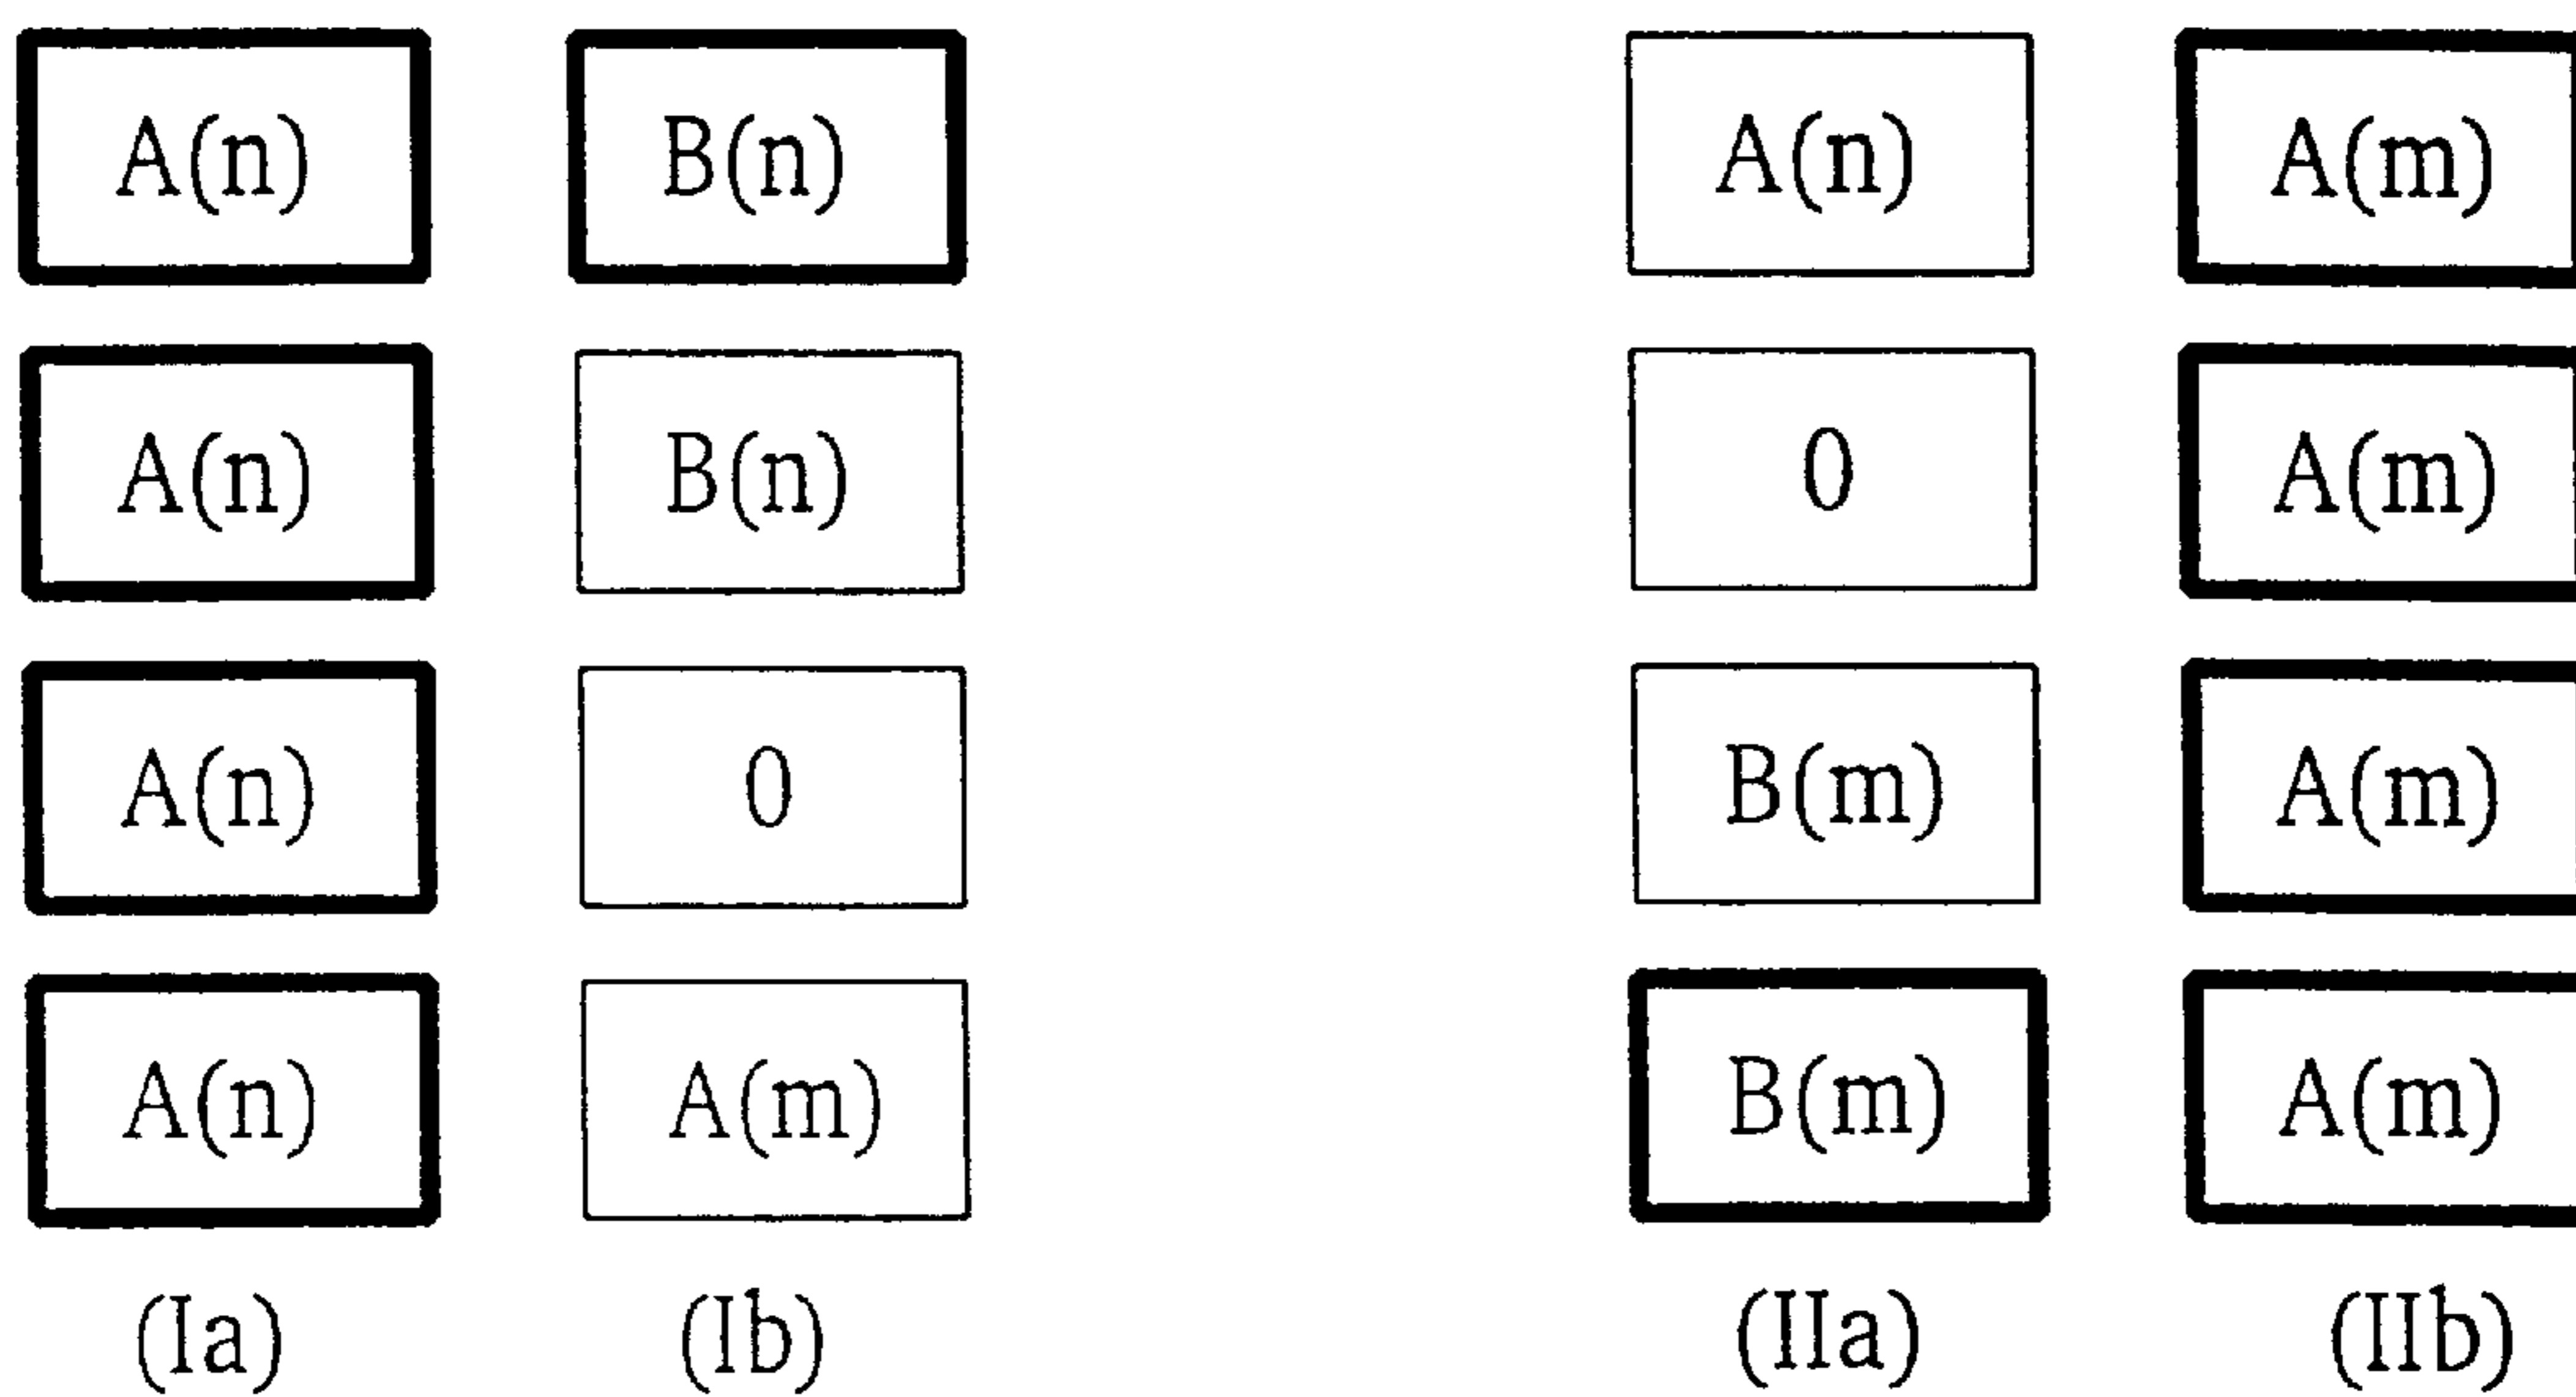 A(n) B(n) A(n) A(m)
A(n) B(n) 0 A(m)
A(n) 0 B(m) A(m)
A(n) A(m) B(m) A(m)
(Ia) (Ib) (IIa) (IIb)